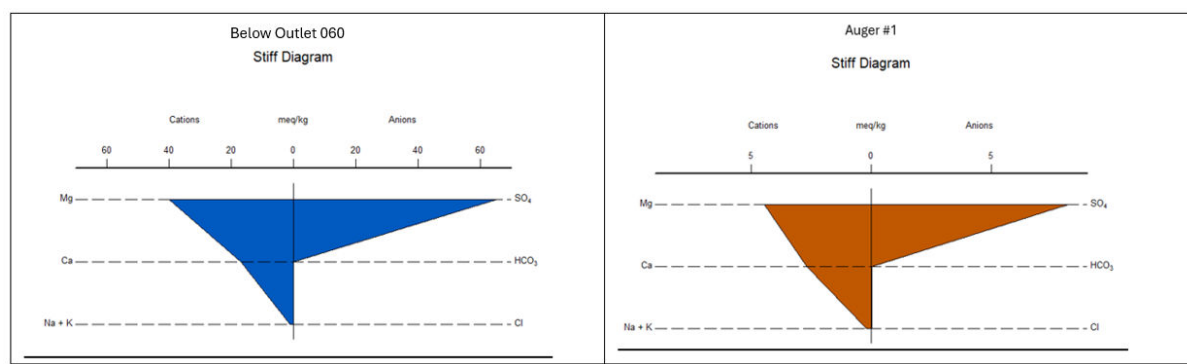 Below Outlet 060
Stiff Diagram
Cations meq/kg Anions
60 40 20 0 20 40 60
Mg SO₄
Ca HCO₃
Na + K Cl
Auger #1
Stiff Diagram
Cations meq/kg Anions
5 0 5
Mg SO₄
Ca HCO₃
Na + K Cl